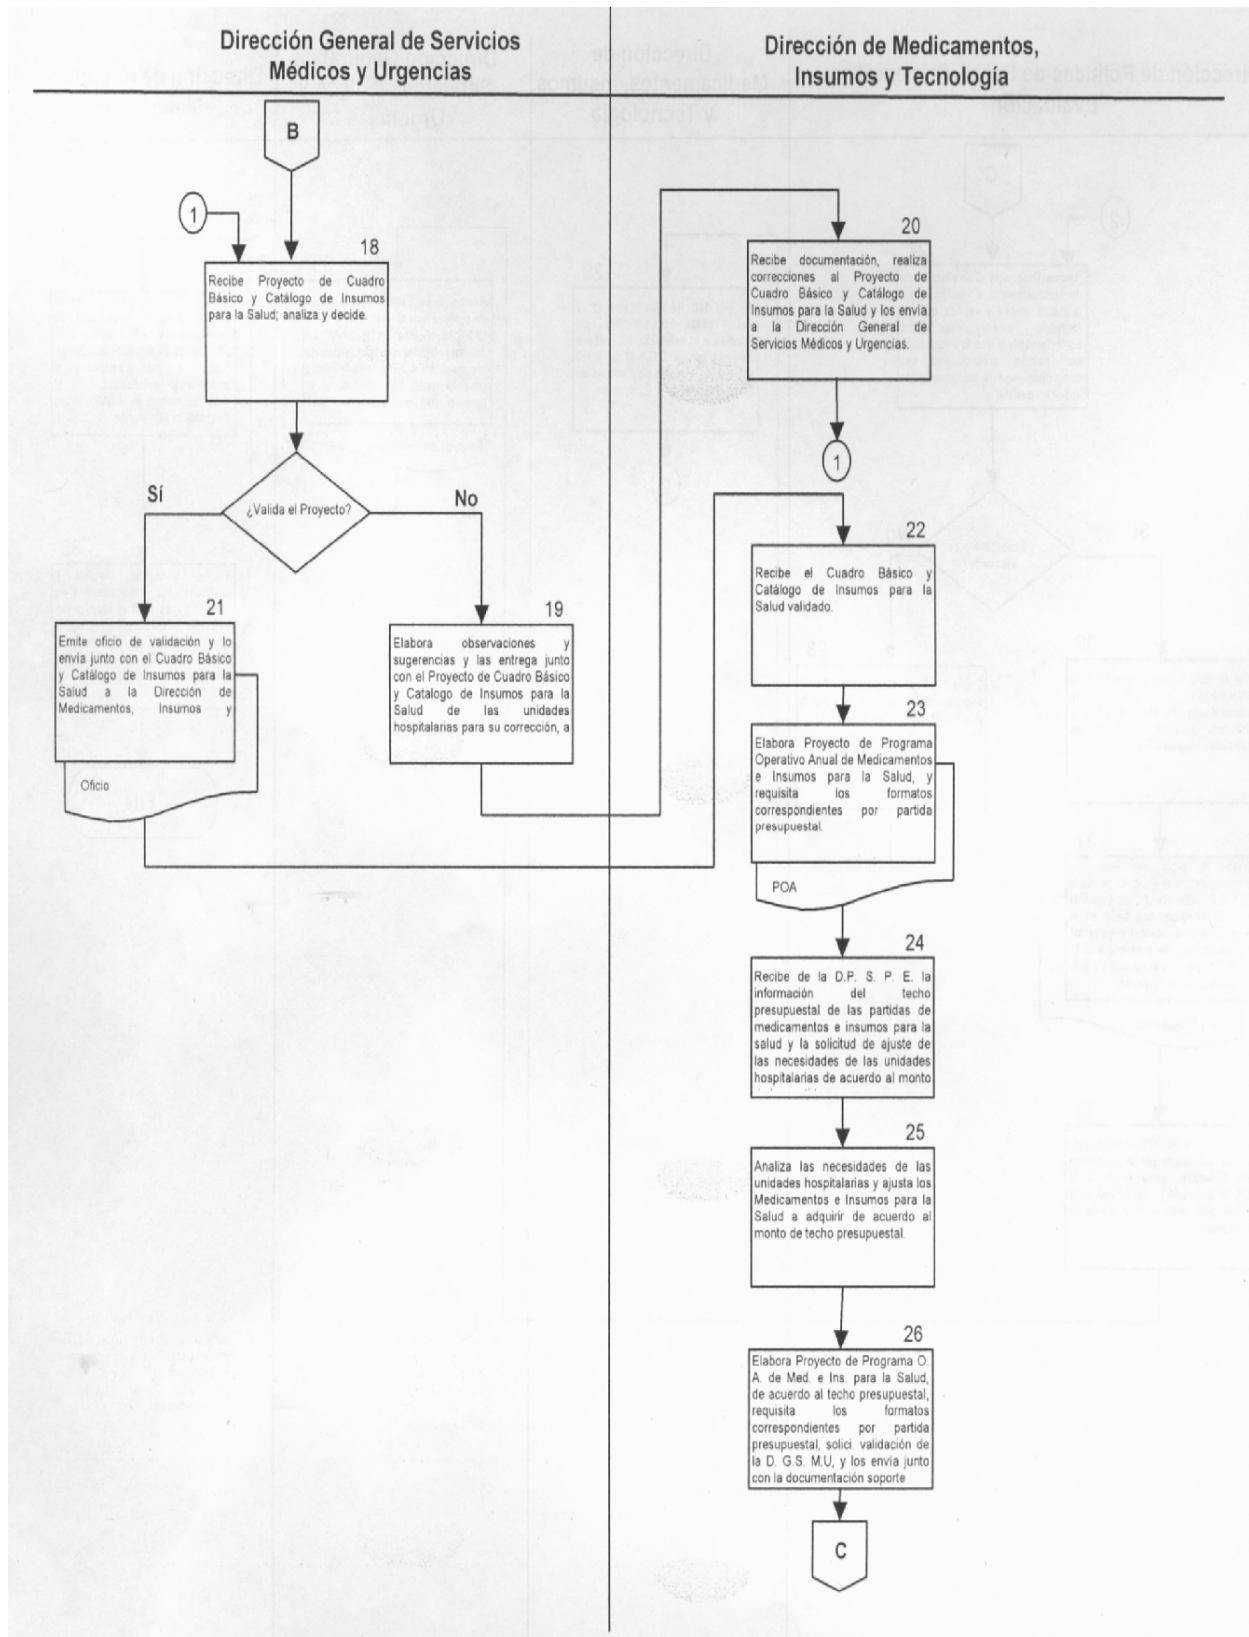 Dirección General de Servicios
Médicos y Urgencias
Dirección de Medicamentos,
Insumos y Tecnología
B
1
18
Recibe Proyecto de Cuadro
Básico y Catálogo de Insumos
para la Salud; analiza y decide.
¿Valida el Proyecto?
Sí
No
21
Emite oficio de validación y lo
envía junto con el Cuadro Básico
y Catálogo de Insumos para la
Salud a la Dirección de
Medicamentos, Insumos y
Oficio
19
Elabora observaciones y
sugerencias y las entrega junto
con el Proyecto de Cuadro Básico
y Catalogo de Insumos para la
Salud de las unidades
hospitalarias para su corrección, a
20
Recibe documentación, realiza
correcciones al Proyecto de
Cuadro Básico y Catálogo de
Insumos para la Salud y los envía
a la Dirección General de
Servicios Médicos y Urgencias.
1
22
Recibe el Cuadro Básico y
Catálogo de Insumos para la
Salud validado.
23
Elabora Proyecto de Programa
Operativo Anual de Medicamentos
e Insumos para la Salud, y
requisita los formatos
correspondientes por partida
presupuestal.
POA
24
Recibe de la D.P. S. P. E. la
información del techo
presupuestal de las partidas de
medicamentos e insumos para la
salud y la solicitud de ajuste de
las necesidades de las unidades
hospitalarias de acuerdo al monto
25
Analiza las necesidades de las
unidades hospitalarias y ajusta los
Medicamentos e Insumos para la
Salud a adquirir de acuerdo al
monto de techo presupuestal.
26
Elabora Proyecto de Programa O.
A. de Med. e Ins. para la Salud,
de acuerdo al techo presupuestal,
requisita los formatos
correspondientes por partida
presupuestal, solici. validación de
la D. G.S. M.U, y los envía junto
con la documentación soporte
C